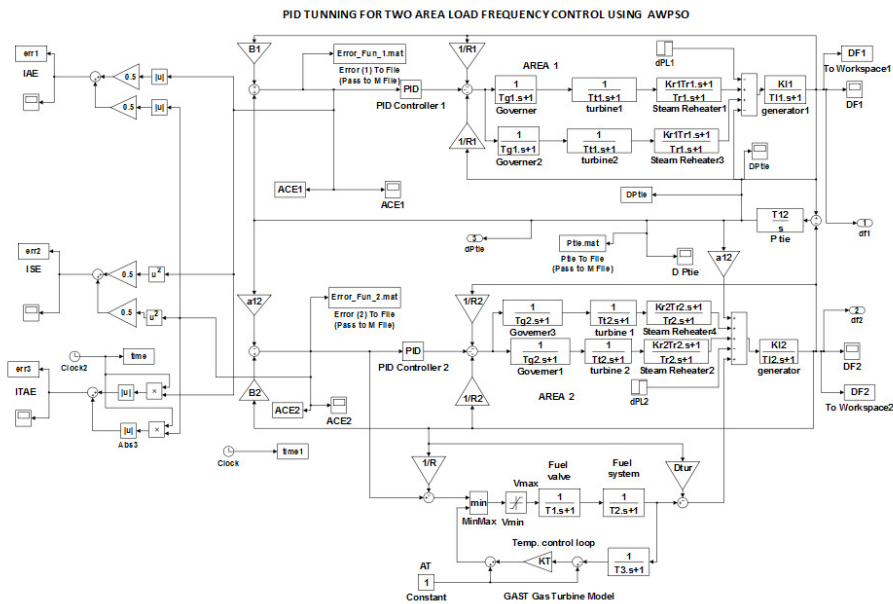 PID TUNNING FOR TWO AREA LOAD FREQUENCY CONTROL USING AWPSO
err1
IAE
0.5
|u|
0.5
|u|
B1
Error_Fun_1.mat
Error (1) To File
(Pass to M File)
PID
PID Controller 1
1/R1
1/R1
AREA 1
1
Tg1.s+1
Governer
1
Tt1.s+1
turbine1
Kr1Tr1.s+1
Tr1.s+1
Steam Reheater1
1
Tg1.s+1
Governer2
1
Tt1.s+1
turbine2
Kr1Tr1.s+1
Tr1.s+1
Steam Reheater3
dPL1
Kl1
Tl1.s+1
generator1
DF1
To Workspace1
DF1
DPtie
DPtie
ACE1
ACE1
T12
s
P tie
1
df1
3
dPtie
Ptie.mat
Ptie To File
(Pass to M File)
D Ptie
a12
err2
ISE
0.5
u²
0.5
u²
a12
Error_Fun_2.mat
Error (2) To File
(Pass to M File)
PID
PID Controller 2
1/R2
1/R2
1
Tg2.s+1
Governer3
1
Tt2.s+1
turbine 1
Kr2Tr2.s+1
Tr2.s+1
Steam Reheater4
1
Tg2.s+1
Governer1
1
Tt2.s+1
turbine 2
Kr2Tr2.s+1
Tr2.s+1
Steam Reheater2
AREA 2
dPL2
Kl2
Tl2.s+1
generator
2
df2
DF2
DF2
To Workspace2
B2
ACE2
ACE2
Clock2
time
err3
ITAE
|u|
×
|u|
×
Abs3
Clock
time1
1/R
Dtur
min
MinMax
Vmax
Vmin
Fuel
valve
1
T1.s+1
Fuel
system
1
T2.s+1
Temp. control loop
KT
1
T3.s+1
AT
1
Constant
GAST Gas Turbine Model